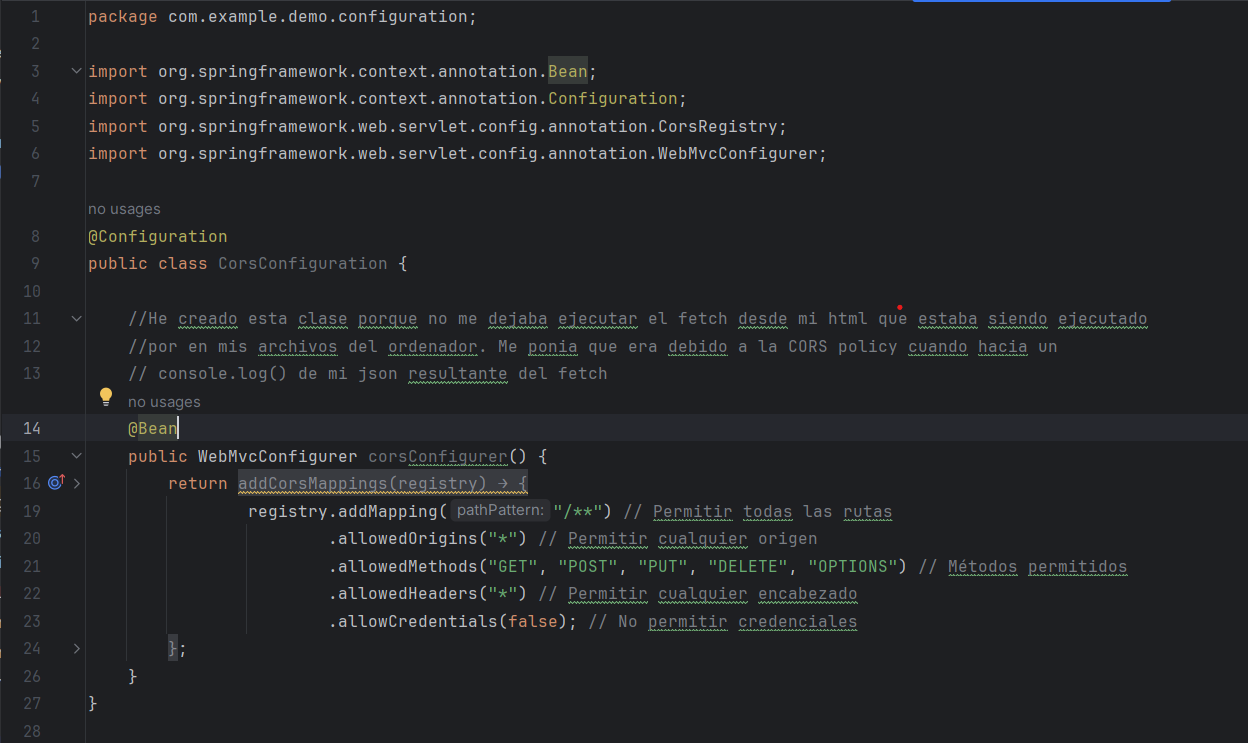 1 package com.example.demo.configuration;
2
3 import org.springframework.context.annotation.Bean;
4 import org.springframework.context.annotation.Configuration;
5 import org.springframework.web.servlet.config.annotation.CorsRegistry;
6 import org.springframework.web.servlet.config.annotation.WebMvcConfigurer;
7
no usages
8 @Configuration
9 public class CorsConfiguration {
10
11 //He creado esta clase porque no me dejaba ejecutar el fetch desde mi html que estaba siendo ejecutado
12 //por en mis archivos del ordenador. Me ponia que era debido a la CORS policy cuando hacia un
13 // console.log() de mi json resultante del fetch
no usages
14 @Bean
15 public WebMvcConfigurer corsConfigurer() {
16 return addCorsMappings(registry) → {
19 registry.addMapping( pathPattern: "/**") // Permitir todas las rutas
20 .allowedOrigins("*") // Permitir cualquier origen
21 .allowedMethods("GET", "POST", "PUT", "DELETE", "OPTIONS") // Métodos permitidos
22 .allowedHeaders("*") // Permitir cualquier encabezado
23 .allowCredentials(false); // No permitir credenciales
24 };
26 }
27 }
28